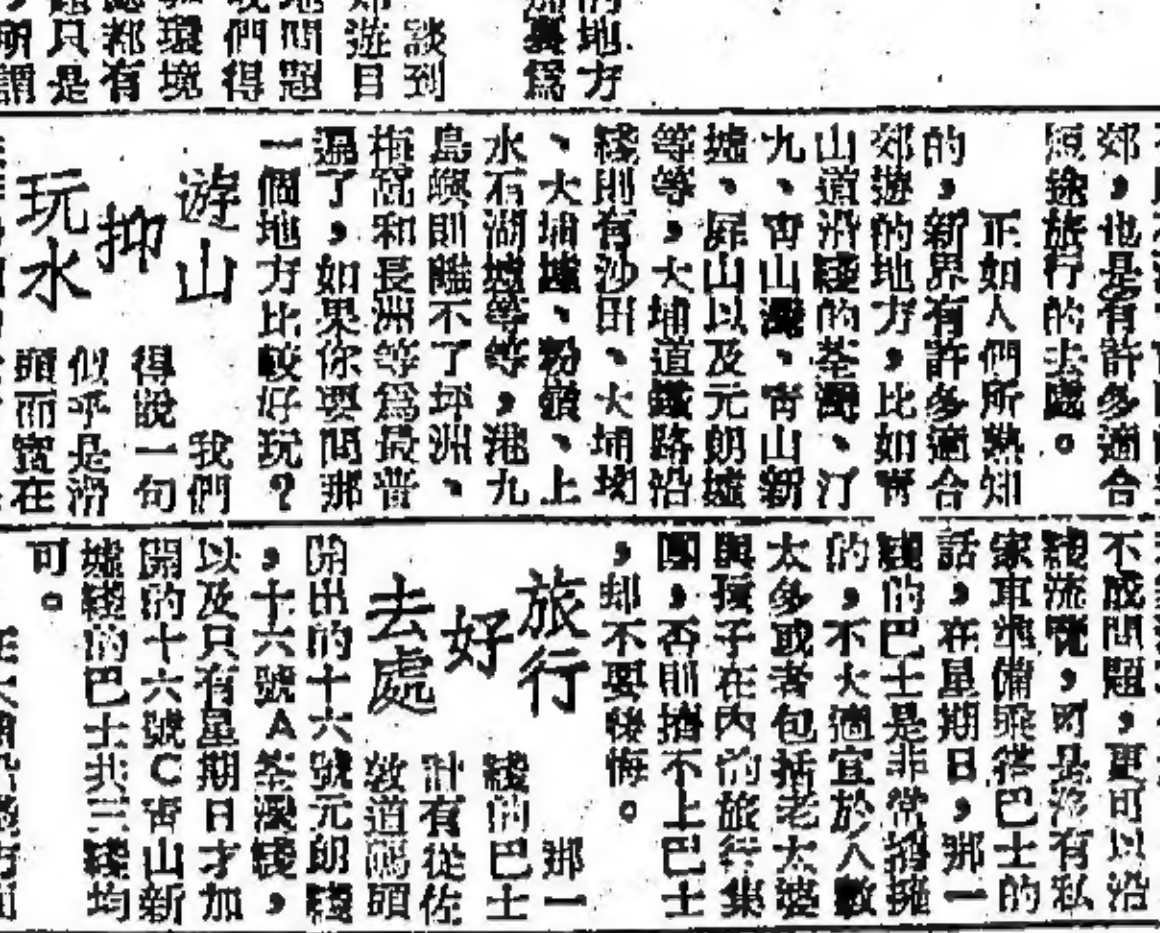 的地方
談到
郊，也是有許多適合
照途旅行的去處。
正如人們所熟知
的，新界有許多適合
郊遊的地方，比如靑
山道沿綫的荃灣、汀
九、靑山灣、靑山新
墟、屛山以及元朗墟
等等，大埔道鐵路沿
綫則有沙田、大埔墟
、大埔墟、粉嶺、上
水石湖墟等等，港九
島嶼則離不了坪洲、
梅窩和長洲等爲最普
遍了，如果你要問那
一個地方比較好玩？
遊山
抑
玩水
我們
得說一句
似乎是滑
頭而實在
不成問題，更可以沿
綫流覽，可是沒有私
家車準備乘搭巴士的
話，在星期日，那一
綫的巴士是非常擠擁
的，不大適宜於人數
太多或者包括老太婆
與孩子在內的旅行集
團，否則擠不上巴士
，却不要後悔。
旅行
好
去處
那一
綫的巴士
計有從佐
敦道碼頭
開出的十六號元朗綫
，十六號A荃灣綫，
以及只有星期日才加
開的十六號C靑山新
墟綫的巴士共三綫均
可。